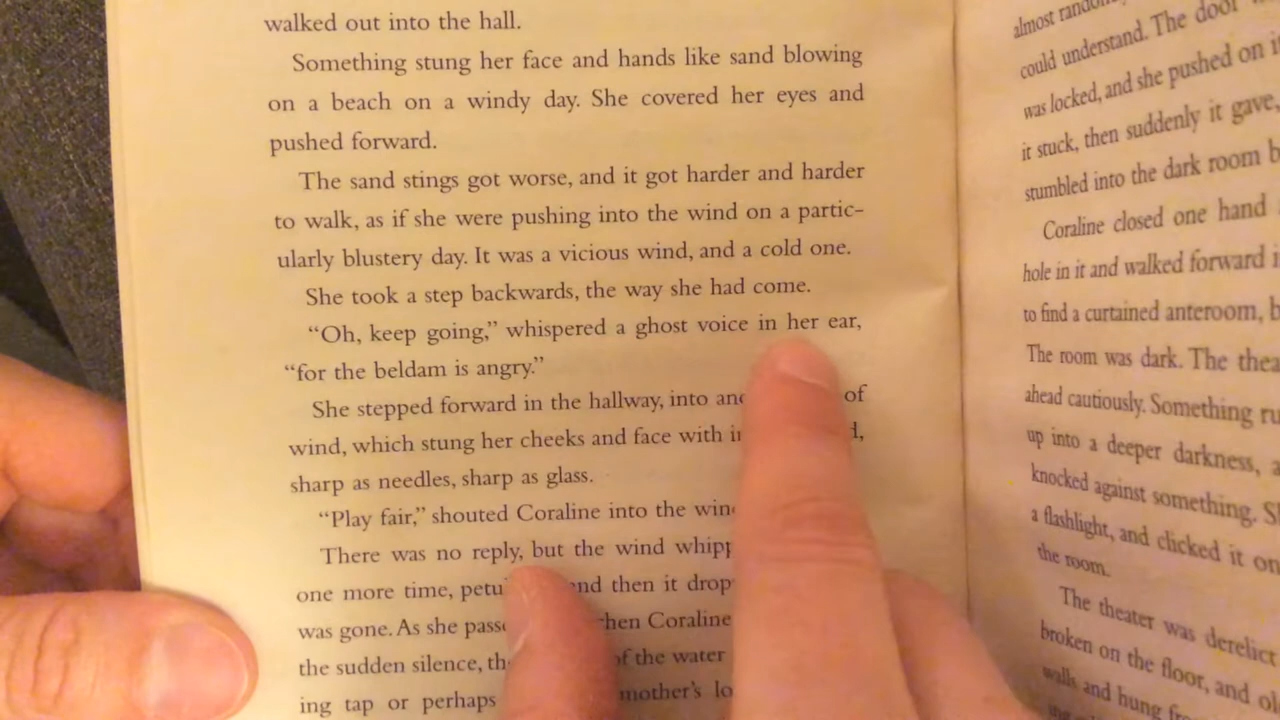 walked out into the hall.
Something stung her face and hands like sand blowing
on a beach on a windy day. She covered her eyes and
pushed forward.
The sand stings got worse, and it got harder and harder
to walk, as if she were pushing into the wind on a partic-
ularly blustery day. It was a vicious wind, and a cold one.
She took a step backwards, the way she had come.
“Oh, keep going,” whispered a ghost voice in her ear,
“for the beldam is angry.”
She stepped forward in the hallway, into of
wind, which stung her cheeks and face with
sharp as needles, sharp as glass.
“Play fair,” shouted Coraline into the
There was no reply, but the wind
one more time, and then it
was gone. As she Coraline
the sudden silence, of the water
ing tap or perhaps mother’s
almost
could understand. The door
was locked, and she pushed on
it stuck, then suddenly it gave,
stumbled into the dark room
Coraline closed one hand
hole in it and walked forward
to find a curtained anteroom,
The room was dark. The
ahead cautiously. Something
up into a deeper darkness,
knocked against something.
a flashlight, and clicked it on
the room.
The theater was derelict
broken on the floor, and
walls and hung